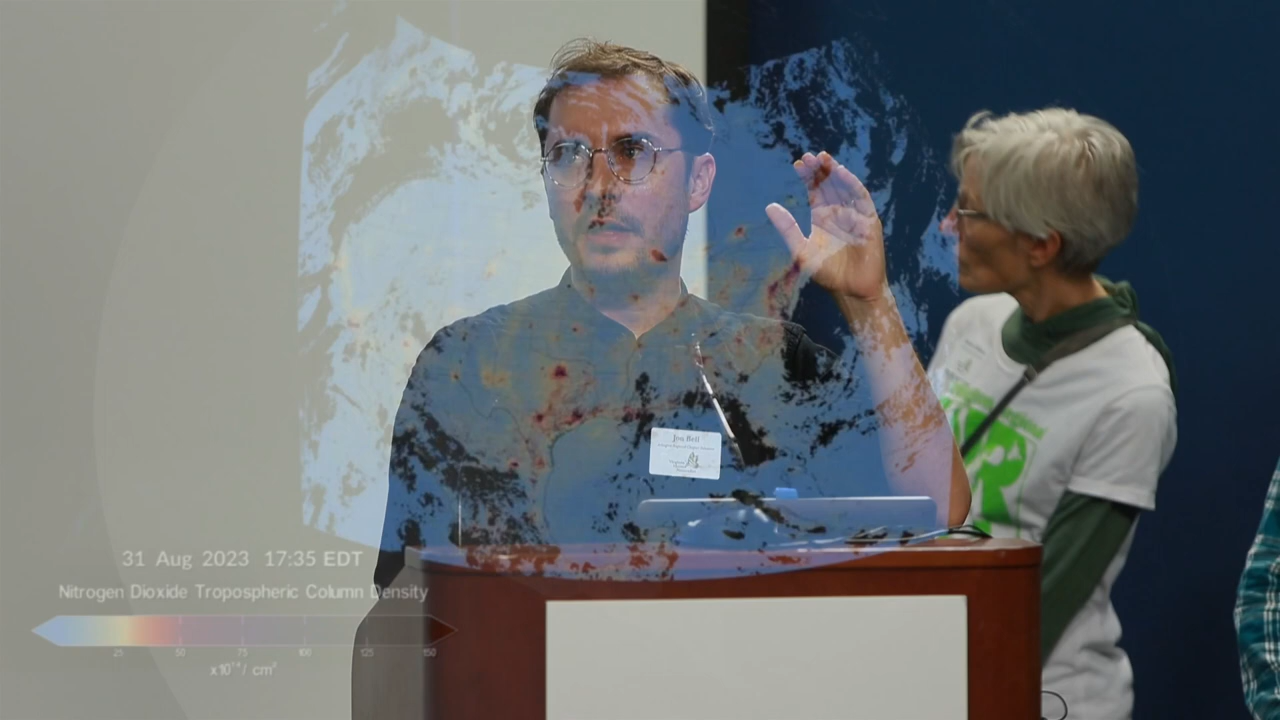 Jon Bell
31 Aug 2023 17:35 EDT
Nitrogen Dioxide Tropospheric Column Density
25 50 75 100 125 150
x10¹⁴/ cm²